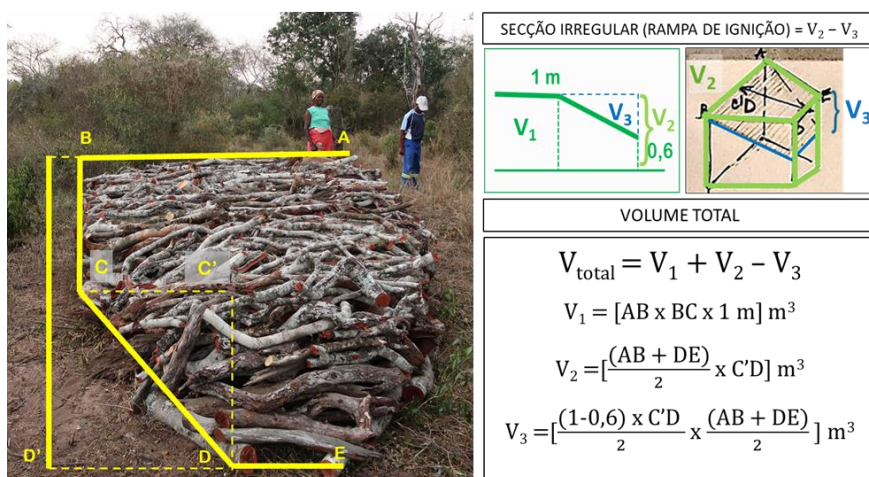 B
A
C
C'
D'
D
E
SECÇÃO IRREGULAR (RAMPA DE IGNIÇÃO) = V₂ – V₃
1 m
V₁
V₃
V₂
0,6
V₂
A
B
C'D
E
V₃
VOLUME TOTAL
V_total = V₁ + V₂ – V₃
V₁ = [AB x BC x 1 m] m³
V₂ =[(AB + DE)/2 x C'D] m³
V₃ =[(1-0,6) x C'D/2 x (AB + DE)/2 ] m³